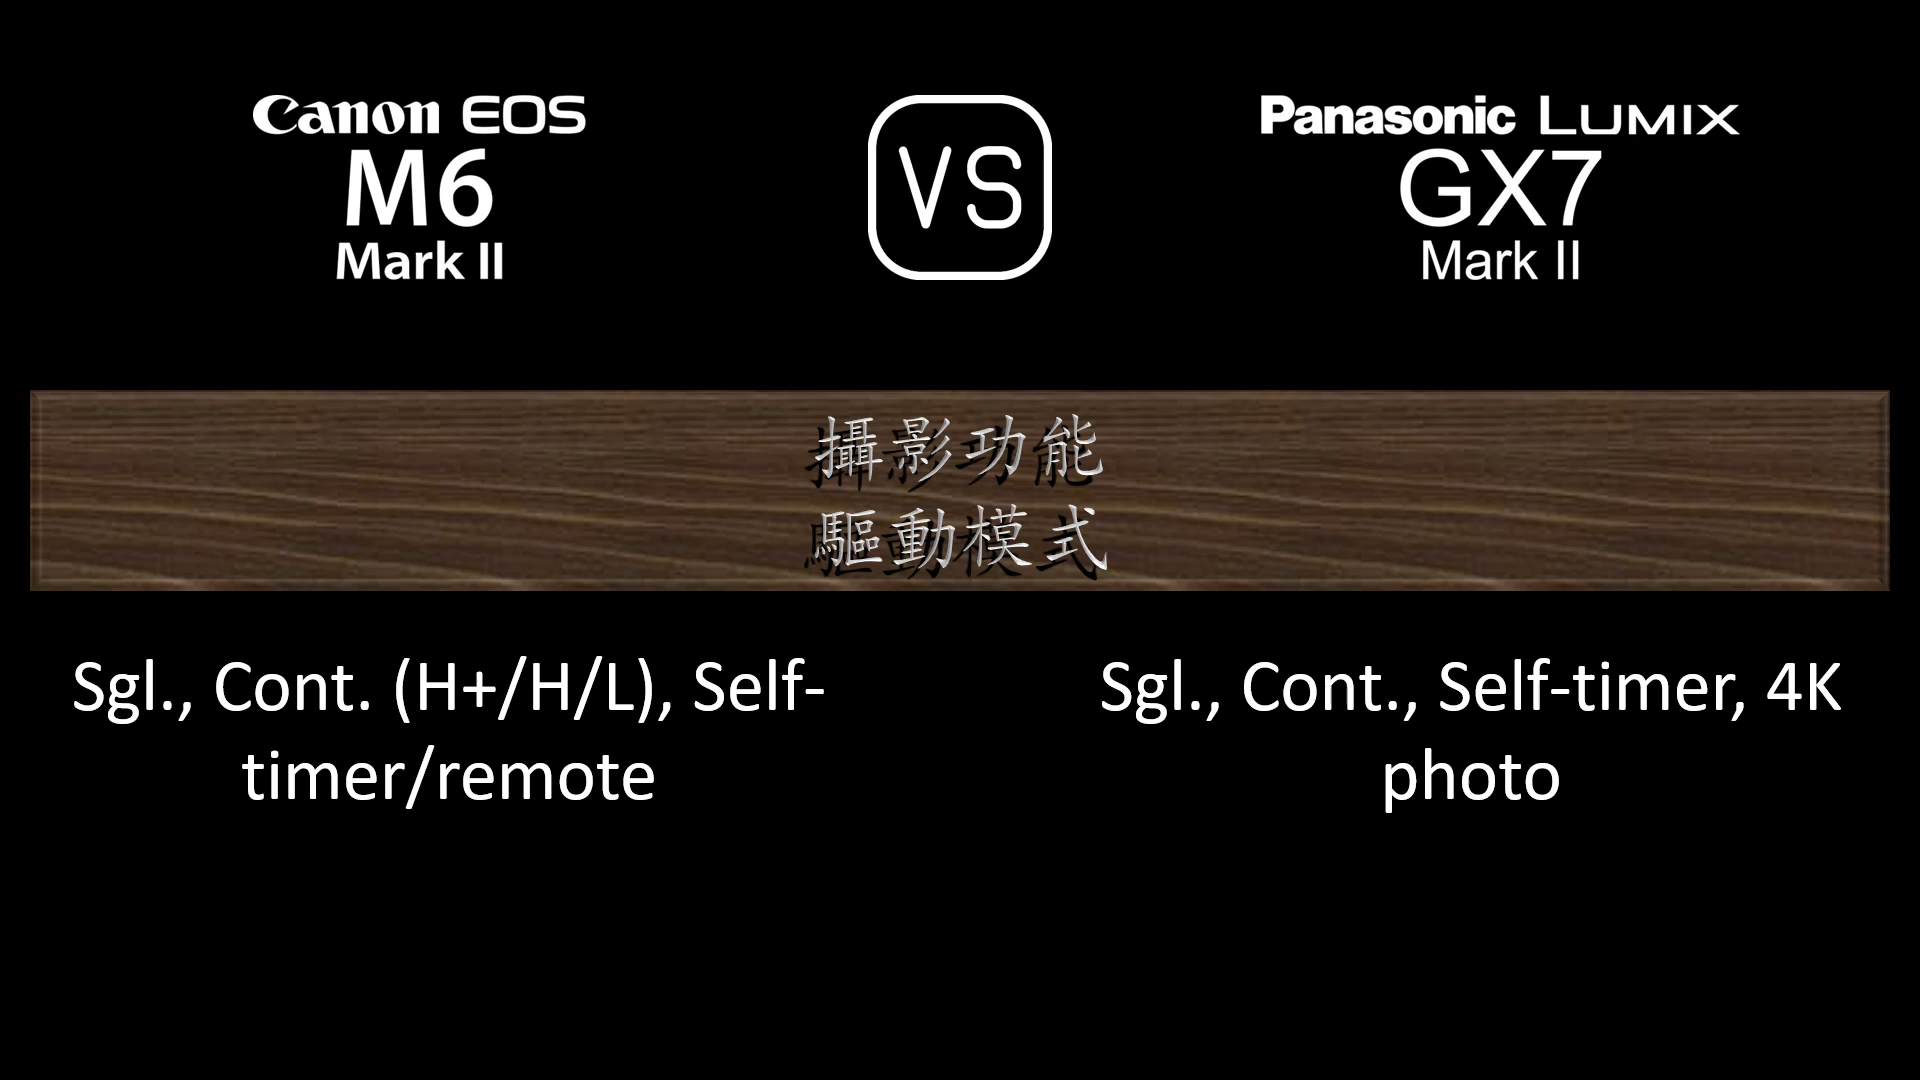 Canon EOS
M6
Mark II
VS
Panasonic LUMIX
GX7
Mark II
攝影功能
驅動模式
Sgl., Cont. (H+/H/L), Self-
timer/remote
Sgl., Cont., Self-timer, 4K
photo